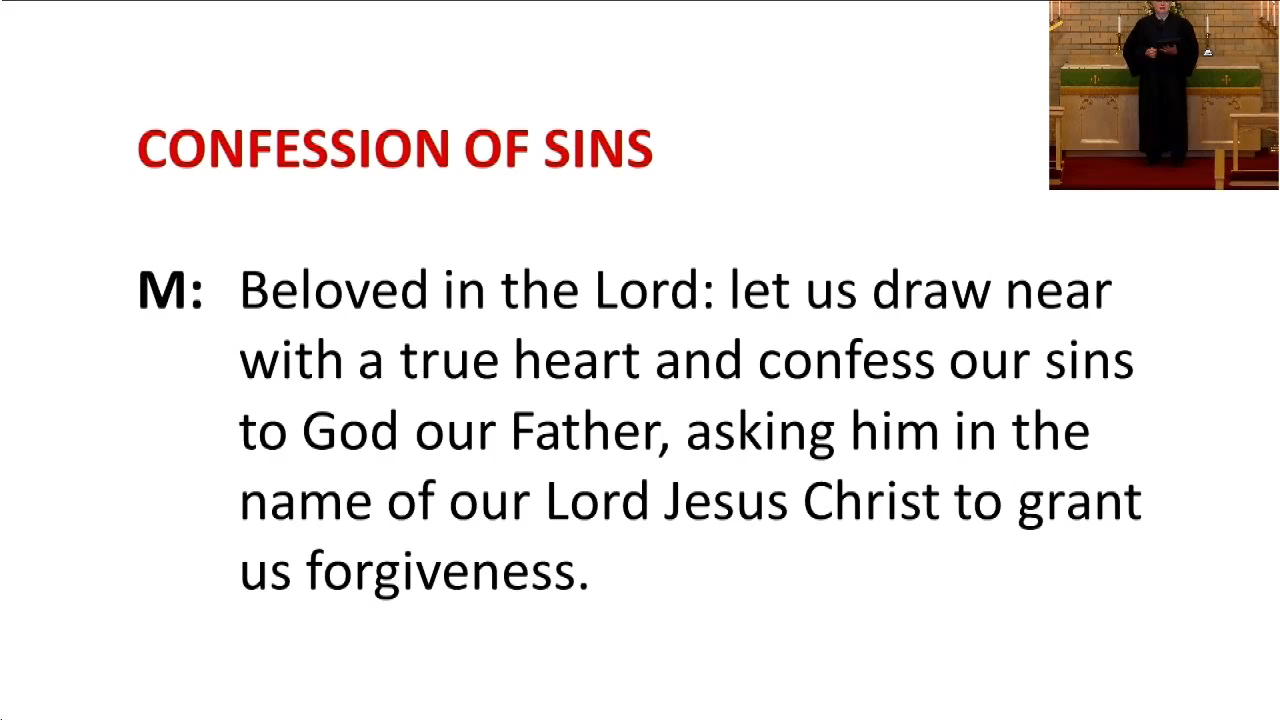 CONFESSION OF SINS
M: Beloved in the Lord: let us draw near
with a true heart and confess our sins
to God our Father, asking him in the
name of our Lord Jesus Christ to grant
us forgiveness.